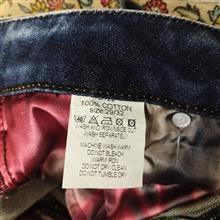 100% COTTON
SIZE:29/32
WASH AND IRON INSIDE OUT
WASH SEPARATELY
MACHINE WASH WARM
DO NOT BLEACH
WARM IRON
DO NOT DRY CLEAN
DO NOT TUMBLE DRY